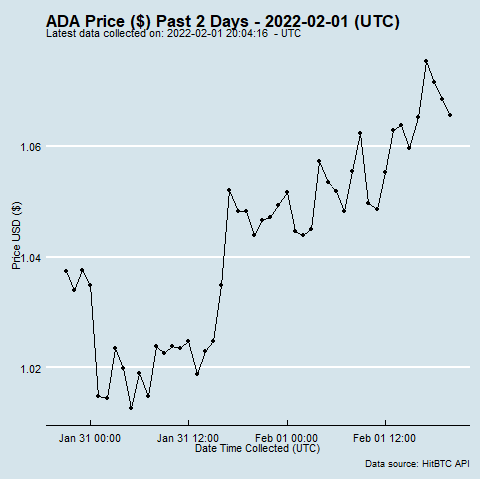 ADA Price ($) Past 2 Days - 2022-02-01 (UTC)
Latest data collected on: 2022-02-01 20:04:16 - UTC
Price USD ($)
1.06
1.04
1.02
Jan 31 00:00 Jan 31 12:00 Feb 01 00:00 Feb 01 12:00
Date Time Collected (UTC)
Data source: HitBTC API